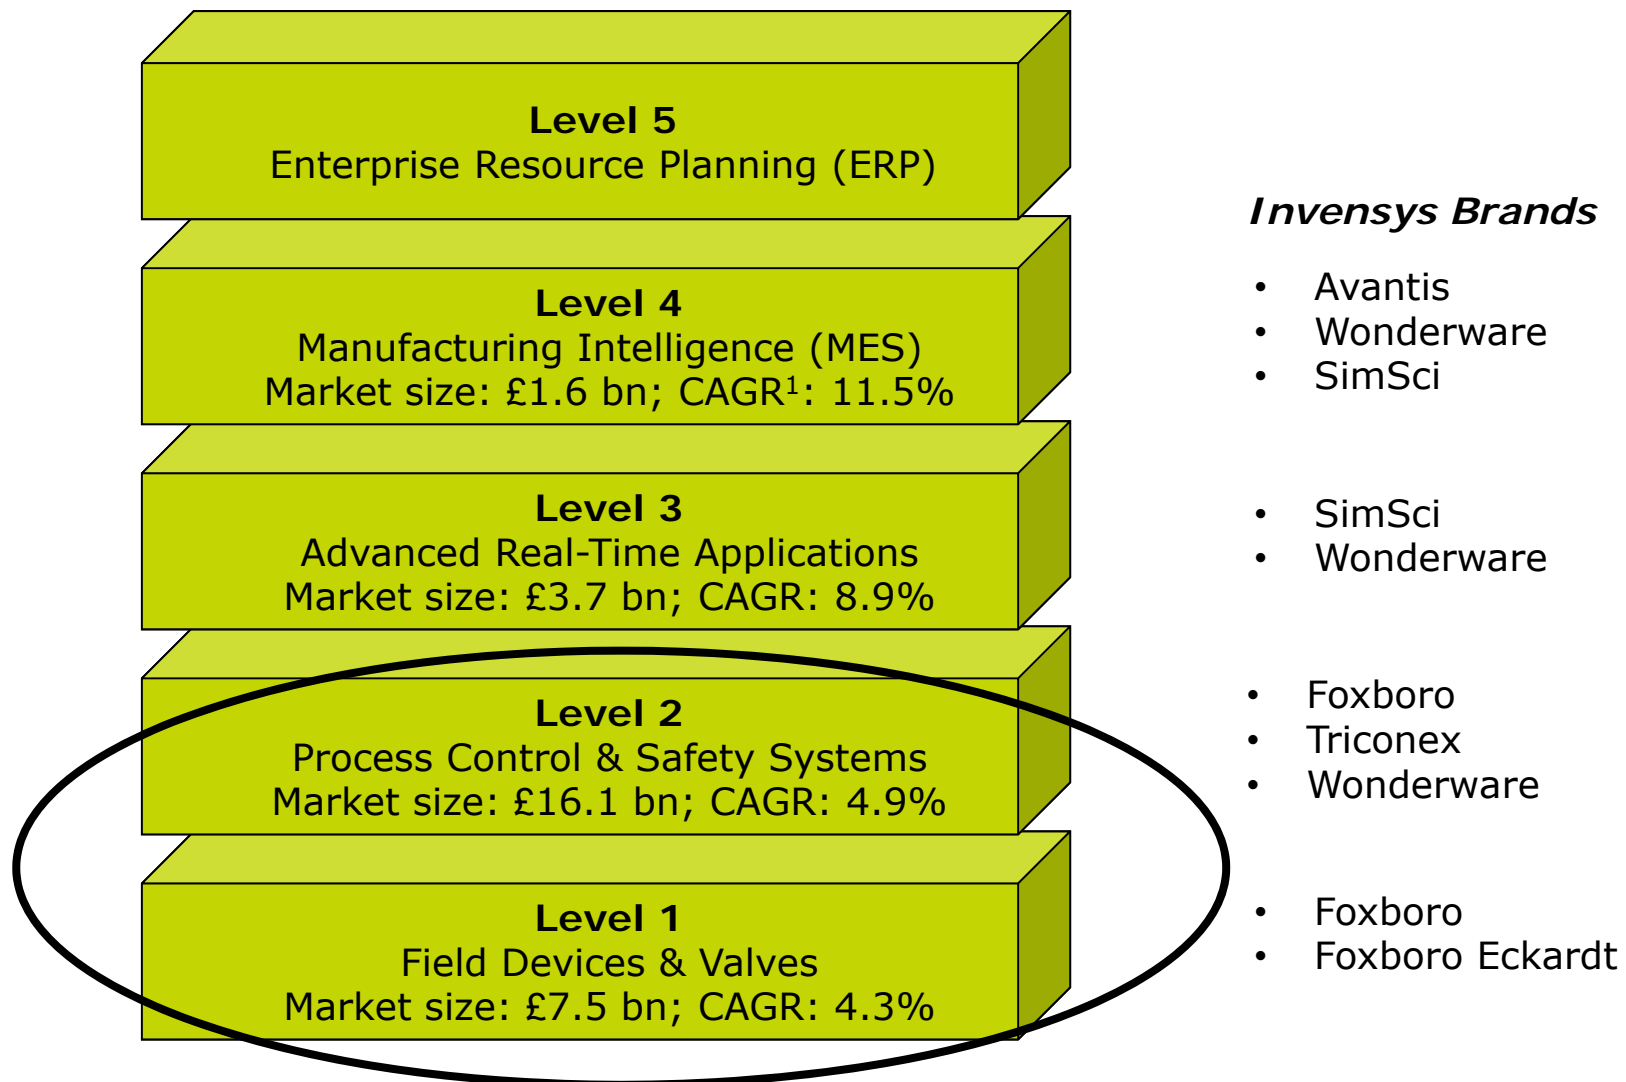 Level 5
Enterprise Resource Planning (ERP)
Level 4
Manufacturing Intelligence (MES)
Market size: £1.6 bn; CAGR¹: 11.5%
Level 3
Advanced Real-Time Applications
Market size: £3.7 bn; CAGR: 8.9%
Level 2
Process Control & Safety Systems
Market size: £16.1 bn; CAGR: 4.9%
Level 1
Field Devices & Valves
Market size: £7.5 bn; CAGR: 4.3%
Invensys Brands
• Avantis
• Wonderware
• SimSci
• SimSci
• Wonderware
• Foxboro
• Triconex
• Wonderware
• Foxboro
• Foxboro Eckardt